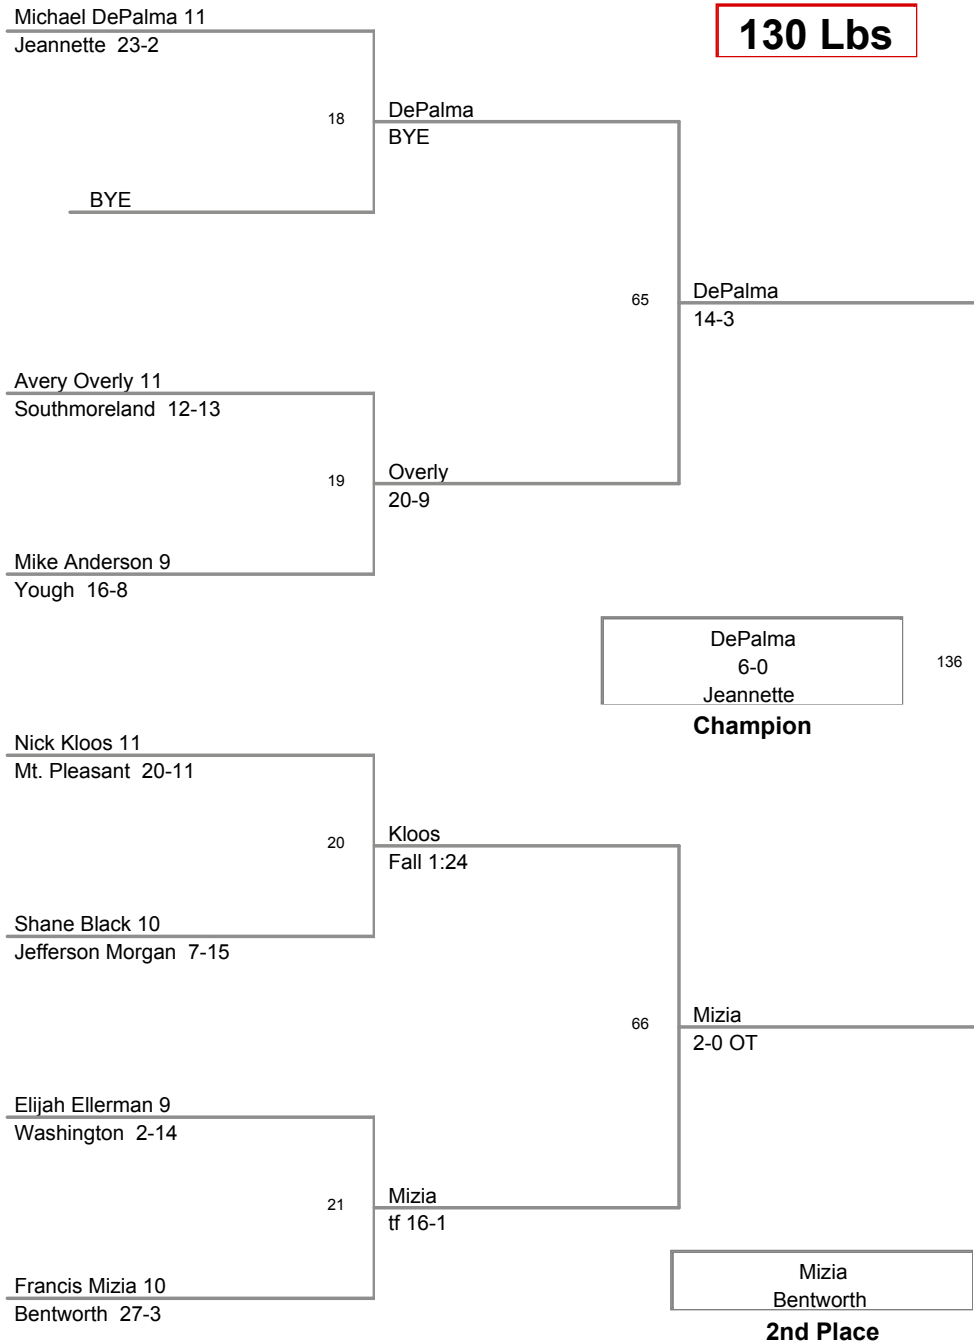 Michael DePalma 11
Jeannette 23-2
130 Lbs
18
DePalma
BYE
BYE
65
DePalma
14-3
Avery Overly 11
Southmoreland 12-13
19
Overly
20-9
Mike Anderson 9
Yough 16-8
DePalma
6-0
Jeannette
Champion
136
Nick Kloos 11
Mt. Pleasant 20-11
20
Kloos
Fall 1:24
Shane Black 10
Jefferson Morgan 7-15
66
Mizia
2-0 OT
Elijah Ellerman 9
Washington 2-14
21
Mizia
tf 16-1
Francis Mizia 10
Bentworth 27-3
Mizia
Bentworth
2nd Place